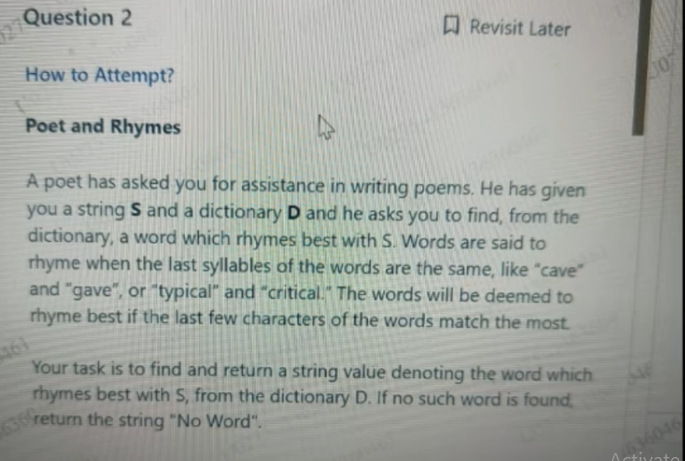 Question 2
Revisit Later
How to Attempt?
Poet and Rhymes
A poet has asked you for assistance in writing poems. He has given
you a string S and a dictionary D and he asks you to find, from the
dictionary, a word which rhymes best with S. Words are said to
rhyme when the last syllables of the words are the same, like "cave"
and "gave", or "typical" and "critical." The words will be deemed to
rhyme best if the last few characters of the words match the most.
Your task is to find and return a string value denoting the word which
rhymes best with S, from the dictionary D. If no such word is found,
return the string "No Word".